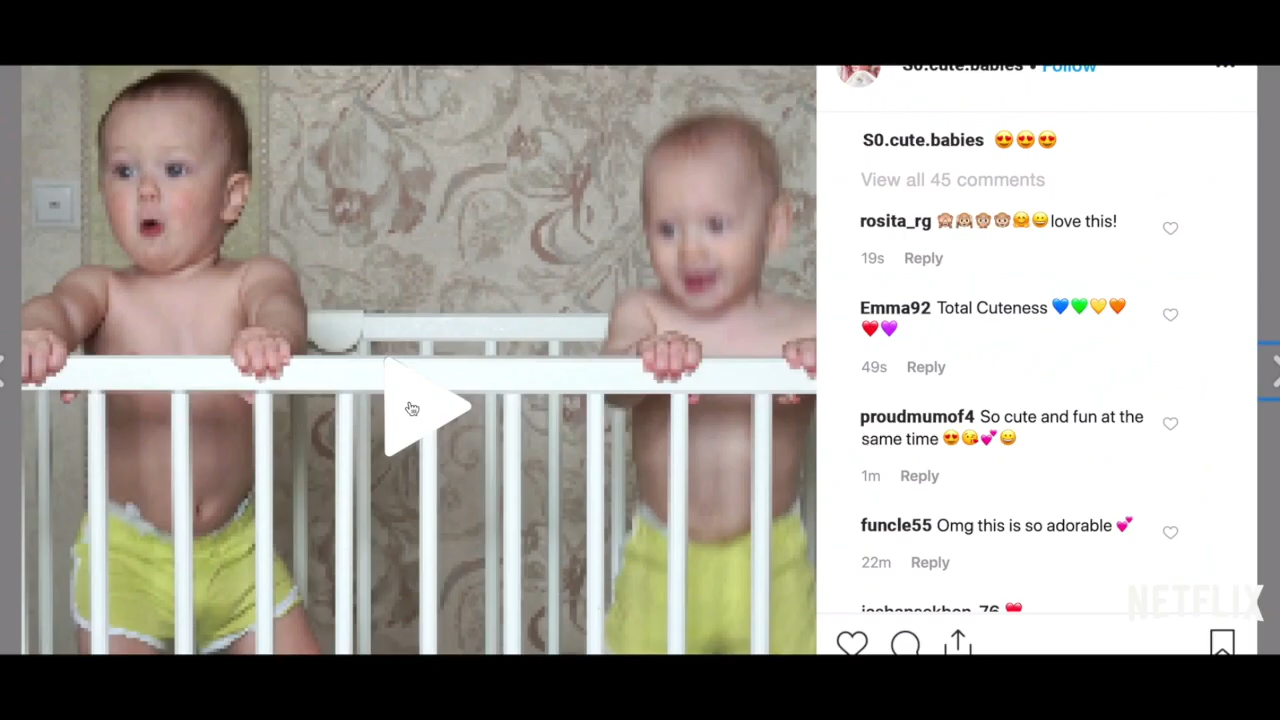 S0.cute.babies • Follow
S0.cute.babies 😍😍😍
View all 45 comments
rosita_rg 🙈🙉🙊🐵🤗😀love this!
19s Reply
Emma92 Total Cuteness 💙💚💛🧡
❤️💜
49s Reply
proudmumof4 So cute and fun at the
same time 😍😘💕😀
1m Reply
funcle55 Omg this is so adorable 💕
22m Reply
NETFLIX